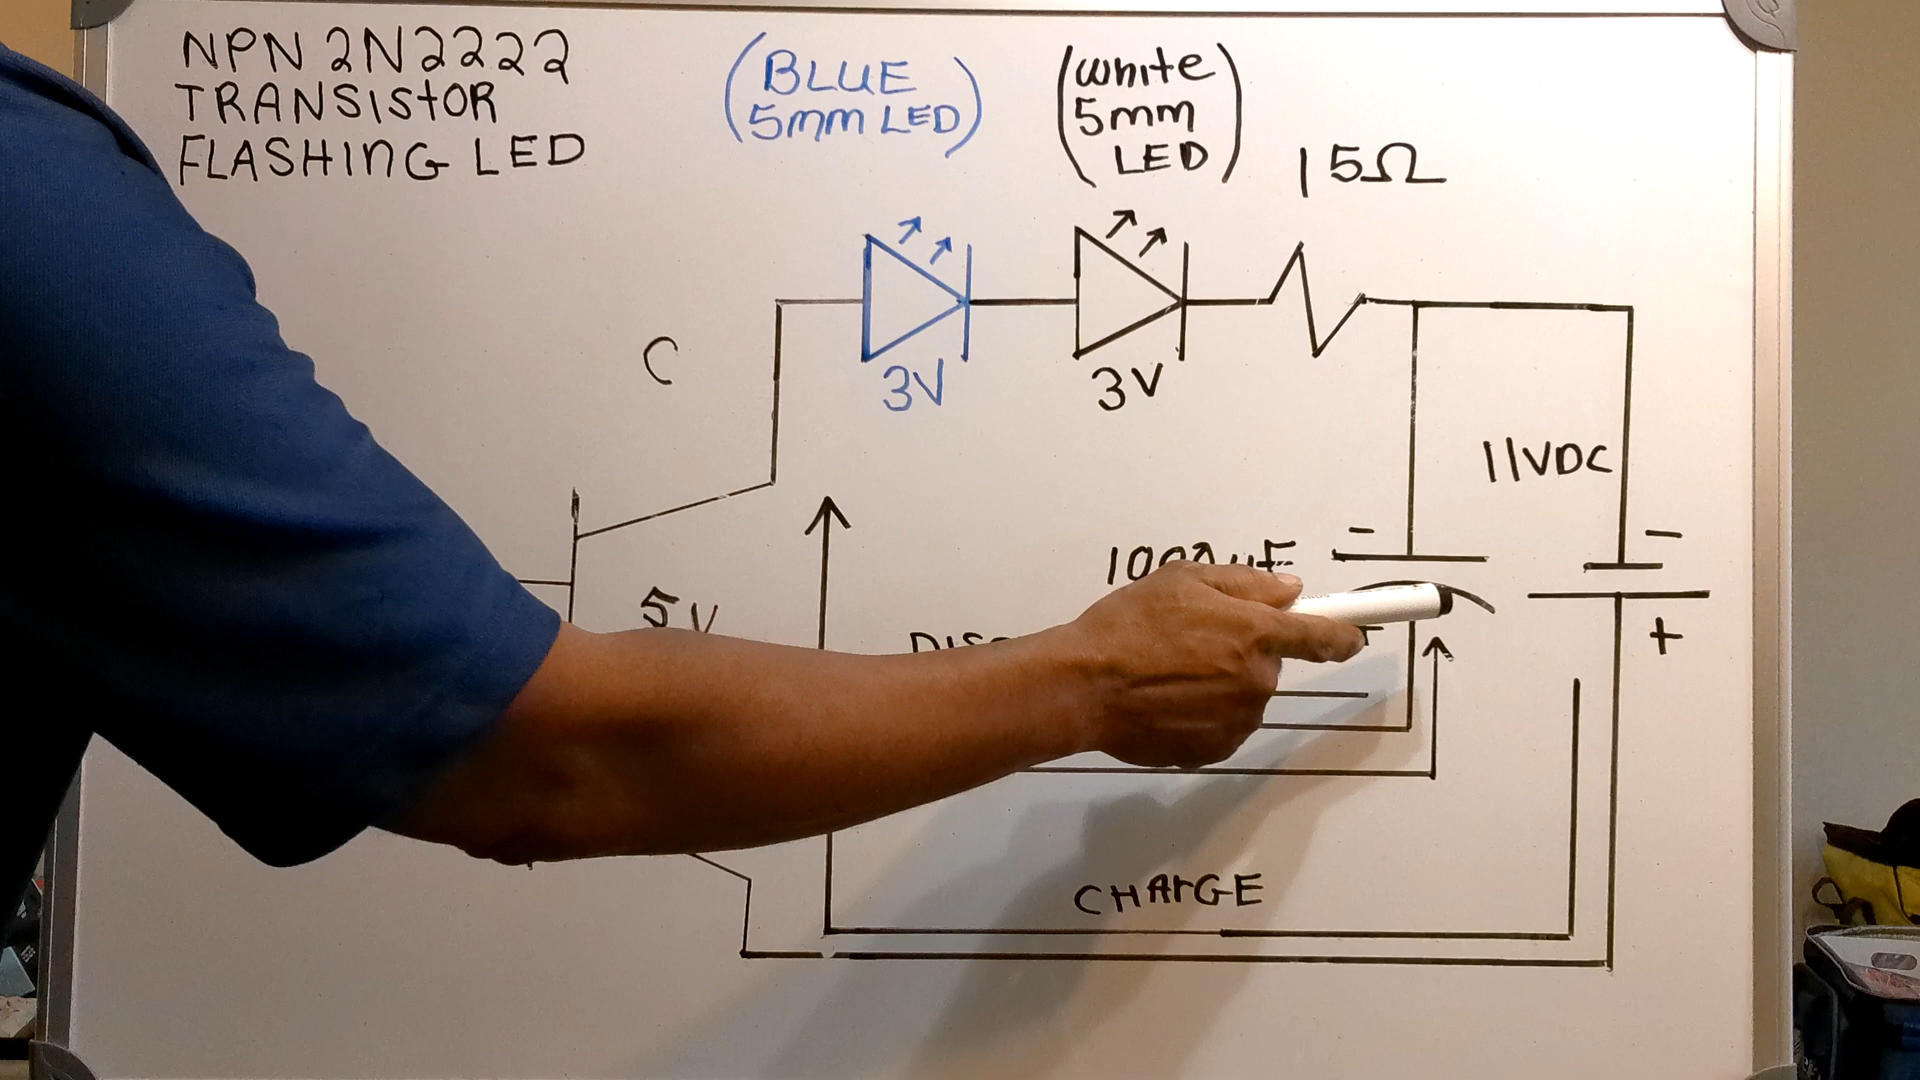 NPN 2N2222
TRANSIStOR
FLASHING LED
(BLUE
5mm LED)
(White
5mm
LED)
15Ω
C
3V
3V
11VDC
-
-
5V
+
+
CHArGE